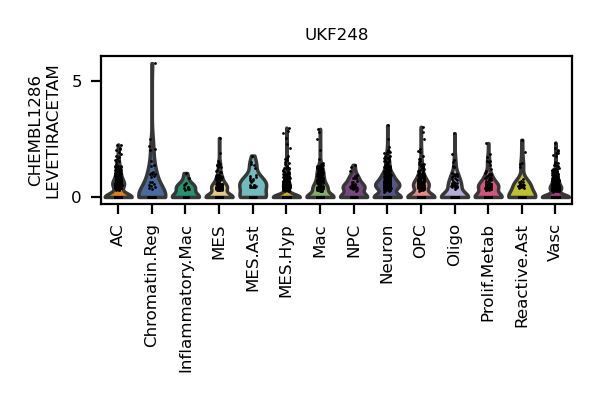 UKF248
CHEMBL1286
LEVETIRACETAM
5
0
AC
Chromatin.Reg
Inflammatory.Mac
MES
MES.Ast
MES.Hyp
Mac
NPC
Neuron
OPC
Oligo
Prolif.Metab
Reactive.Ast
Vasc